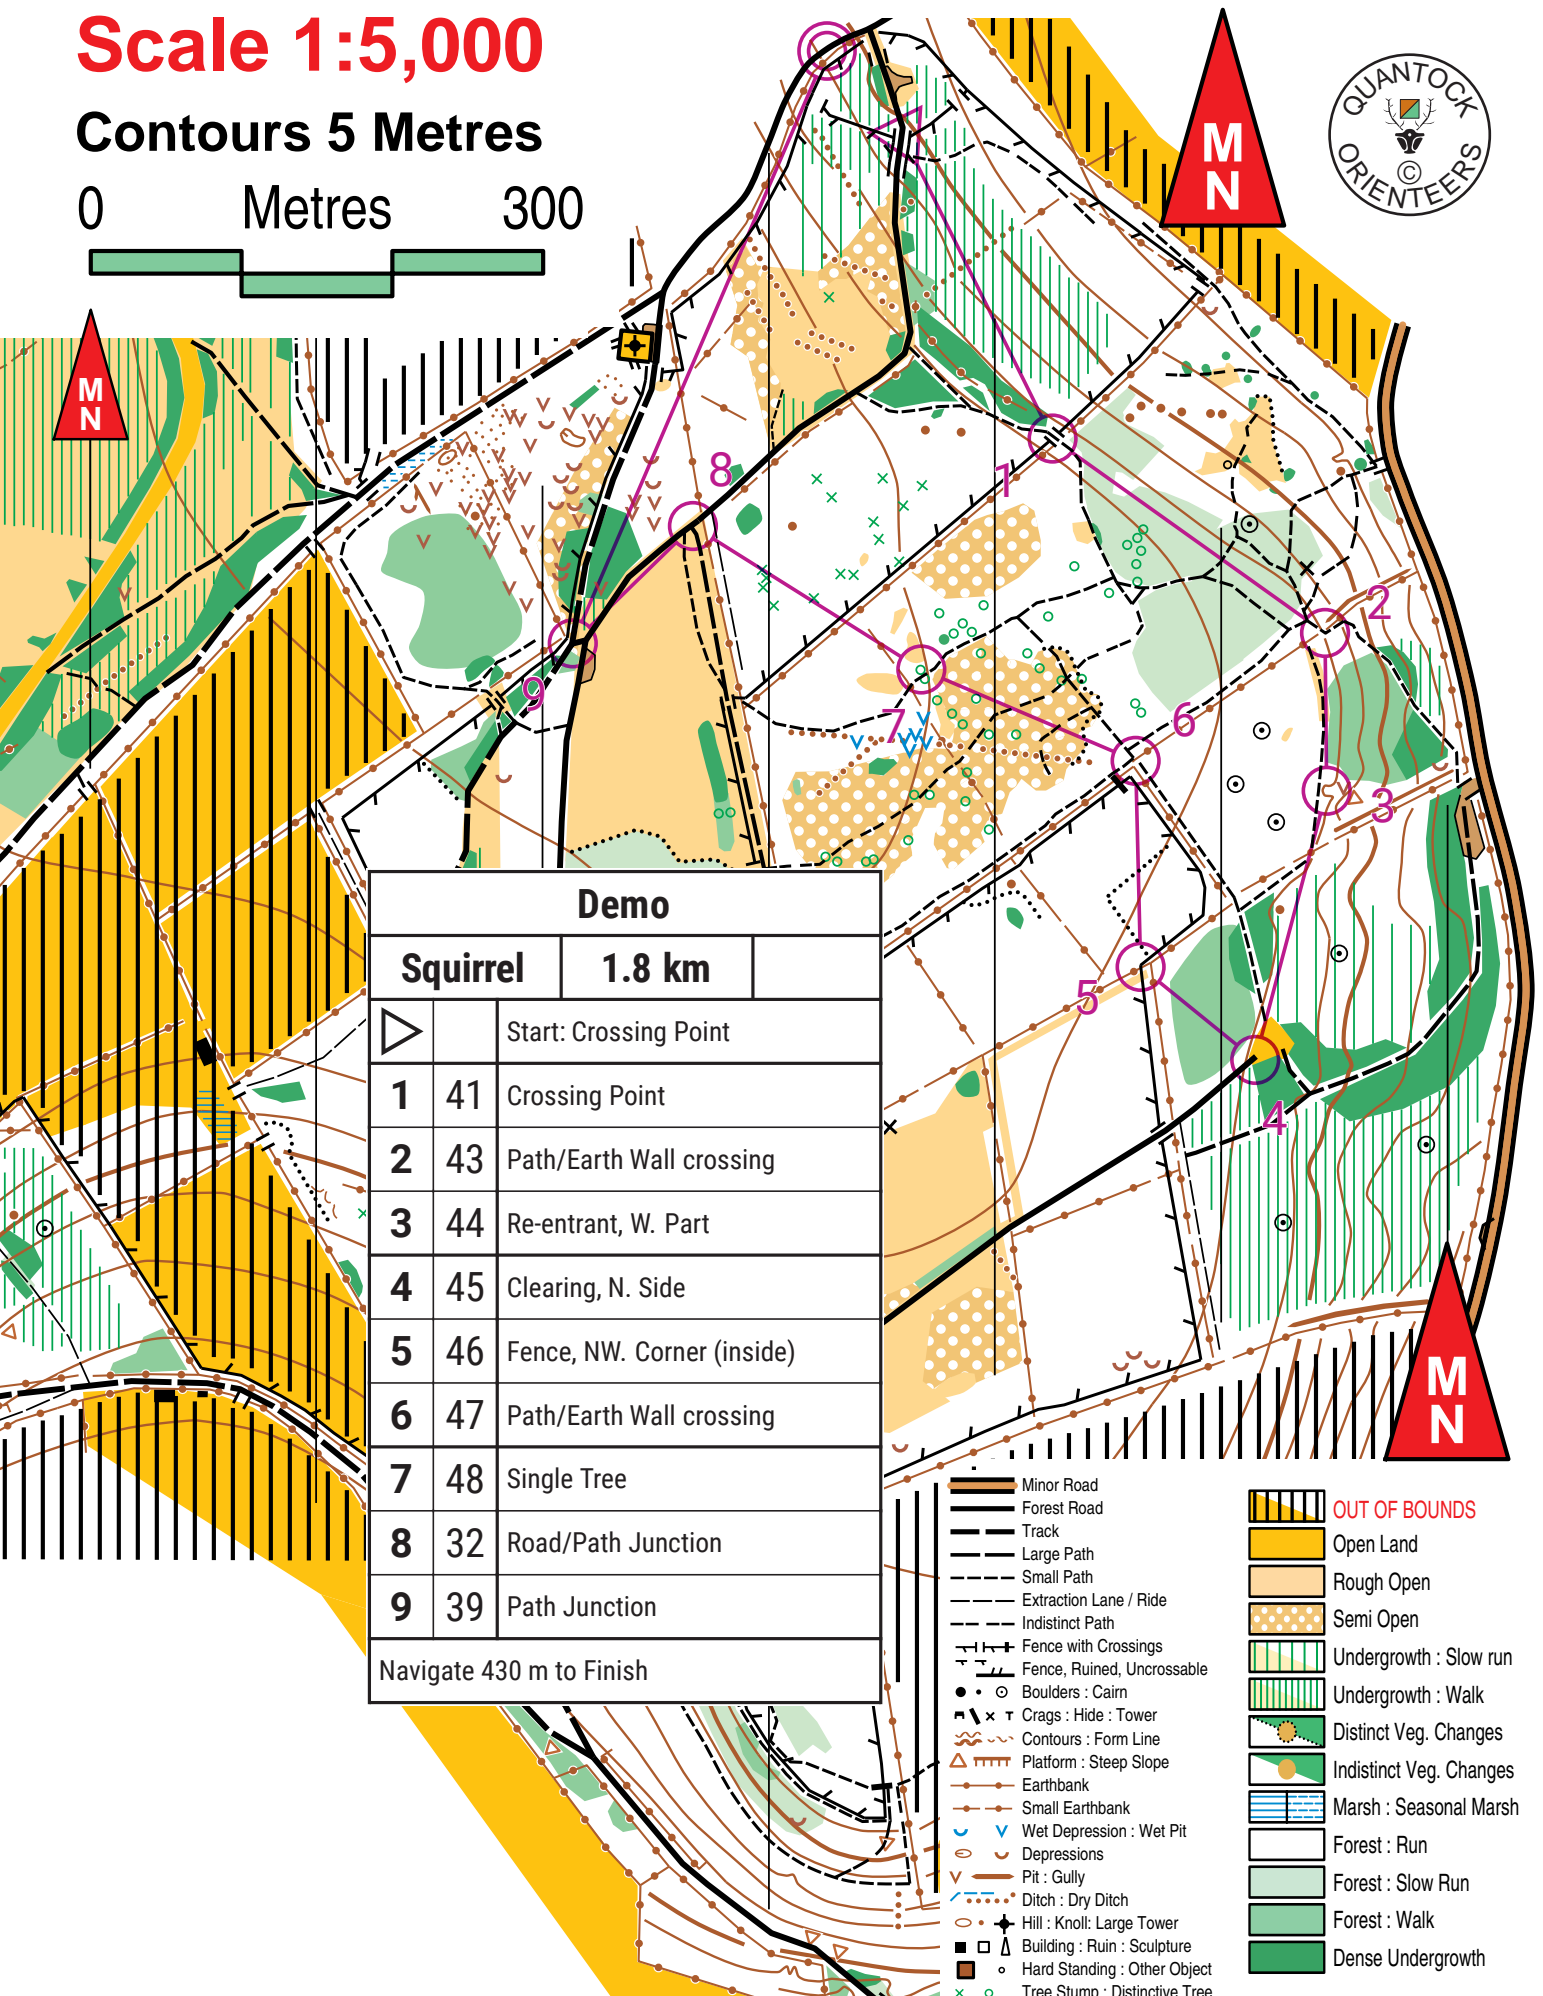 Scale 1:5,000
Contours 5 Metres
0 Metres 300
M
N
M
N
QUANTOCK
ORIENTEERS
©
1
2
3
4
5
6
7
8
9
Demo
Squirrel 1.8 km
Start: Crossing Point
1 41 Crossing Point
2 43 Path/Earth Wall crossing
3 44 Re-entrant, W. Part
4 45 Clearing, N. Side
5 46 Fence, NW. Corner (inside)
6 47 Path/Earth Wall crossing
7 48 Single Tree
8 32 Road/Path Junction
9 39 Path Junction
Navigate 430 m to Finish
M
N
Minor Road
Forest Road
Track
Large Path
Small Path
Extraction Lane / Ride
Indistinct Path
Fence with Crossings
Fence, Ruined, Uncrossable
Boulders : Cairn
Crags : Hide : Tower
Contours : Form Line
Platform : Steep Slope
Earthbank
Small Earthbank
Wet Depression : Wet Pit
Depressions
Pit : Gully
Ditch : Dry Ditch
Hill : Knoll: Large Tower
Building : Ruin : Sculpture
Hard Standing : Other Object
Tree Stump : Distinctive Tree
OUT OF BOUNDS
Open Land
Rough Open
Semi Open
Undergrowth : Slow run
Undergrowth : Walk
Distinct Veg. Changes
Indistinct Veg. Changes
Marsh : Seasonal Marsh
Forest : Run
Forest : Slow Run
Forest : Walk
Dense Undergrowth